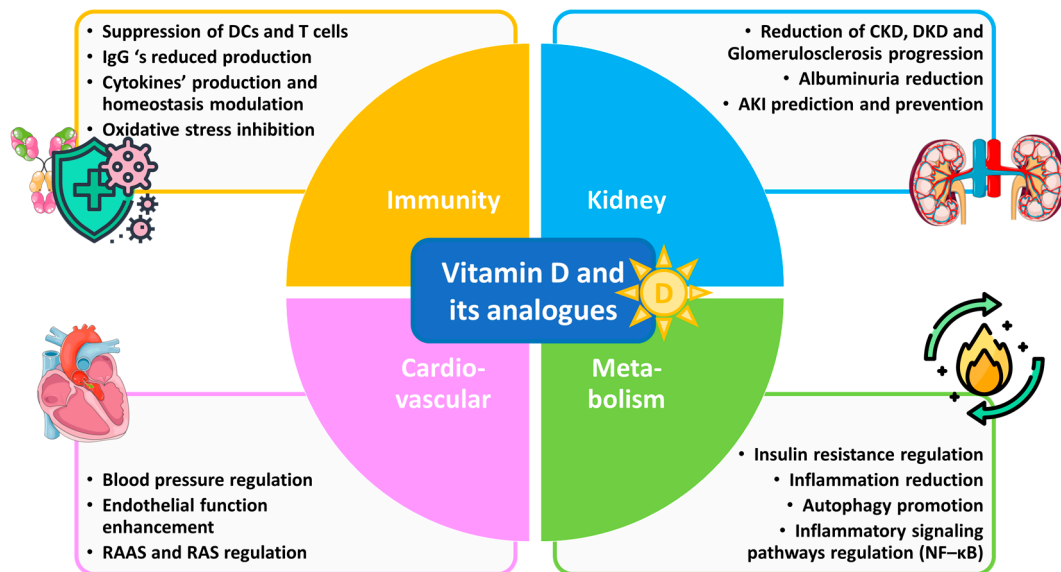 • Suppression of DCs and T cells
• IgG ‘s reduced production
• Cytokines’ production and
homeostasis modulation
• Oxidative stress inhibition
• Reduction of CKD, DKD and
Glomerulosclerosis progression
• Albuminuria reduction
• AKI prediction and prevention
Immunity
Kidney
Vitamin D and
its analogues
D
Cardio-
vascular
Meta-
bolism
• Blood pressure regulation
• Endothelial function
enhancement
• RAAS and RAS regulation
• Insulin resistance regulation
• Inflammation reduction
• Autophagy promotion
• Inflammatory signaling
pathways regulation (NF–κB)